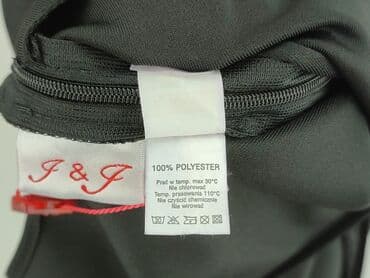 J & J
100% POLYESTER
Prać w temp. max 30°C
Nie chlorować
Temp. prasowania 110°C
Nie czyścić chemicznie
Nie wirować